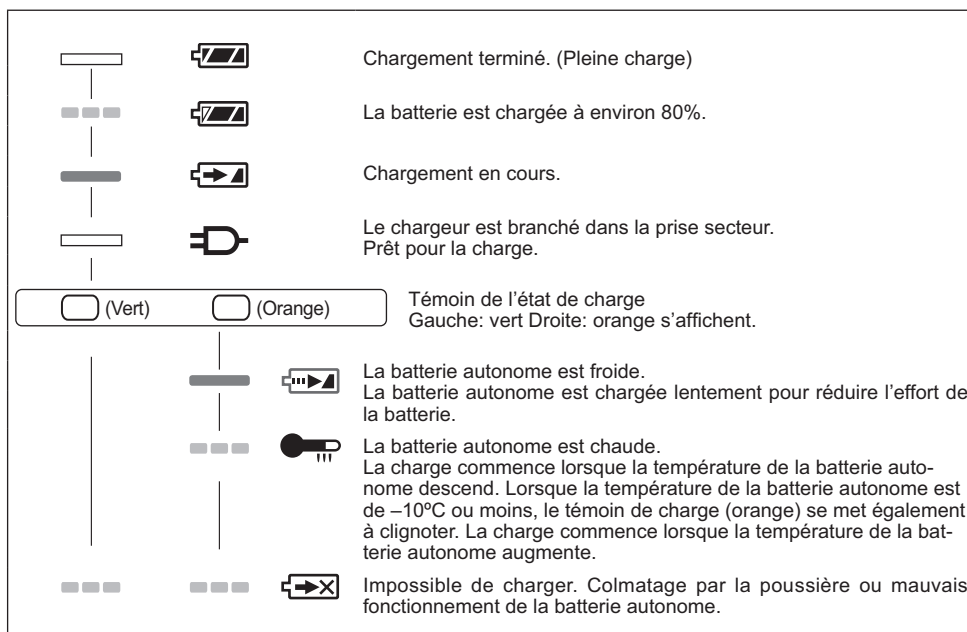 Chargement terminé. (Pleine charge)
La batterie est chargée à environ 80%.
Chargement en cours.
Le chargeur est branché dans la prise secteur.
Prêt pour la charge.
(Vert) (Orange)
Témoin de l’état de charge
Gauche: vert Droite: orange s’affichent.
La batterie autonome est froide.
La batterie autonome est chargée lentement pour réduire l’effort de
la batterie.
La batterie autonome est chaude.
La charge commence lorsque la température de la batterie auto-
nome descend. Lorsque la température de la batterie autonome est
de –10ºC ou moins, le témoin de charge (orange) se met également
à clignoter. La charge commence lorsque la température de la bat-
terie autonome augmente.
Impossible de charger. Colmatage par la poussière ou mauvais
fonctionnement de la batterie autonome.